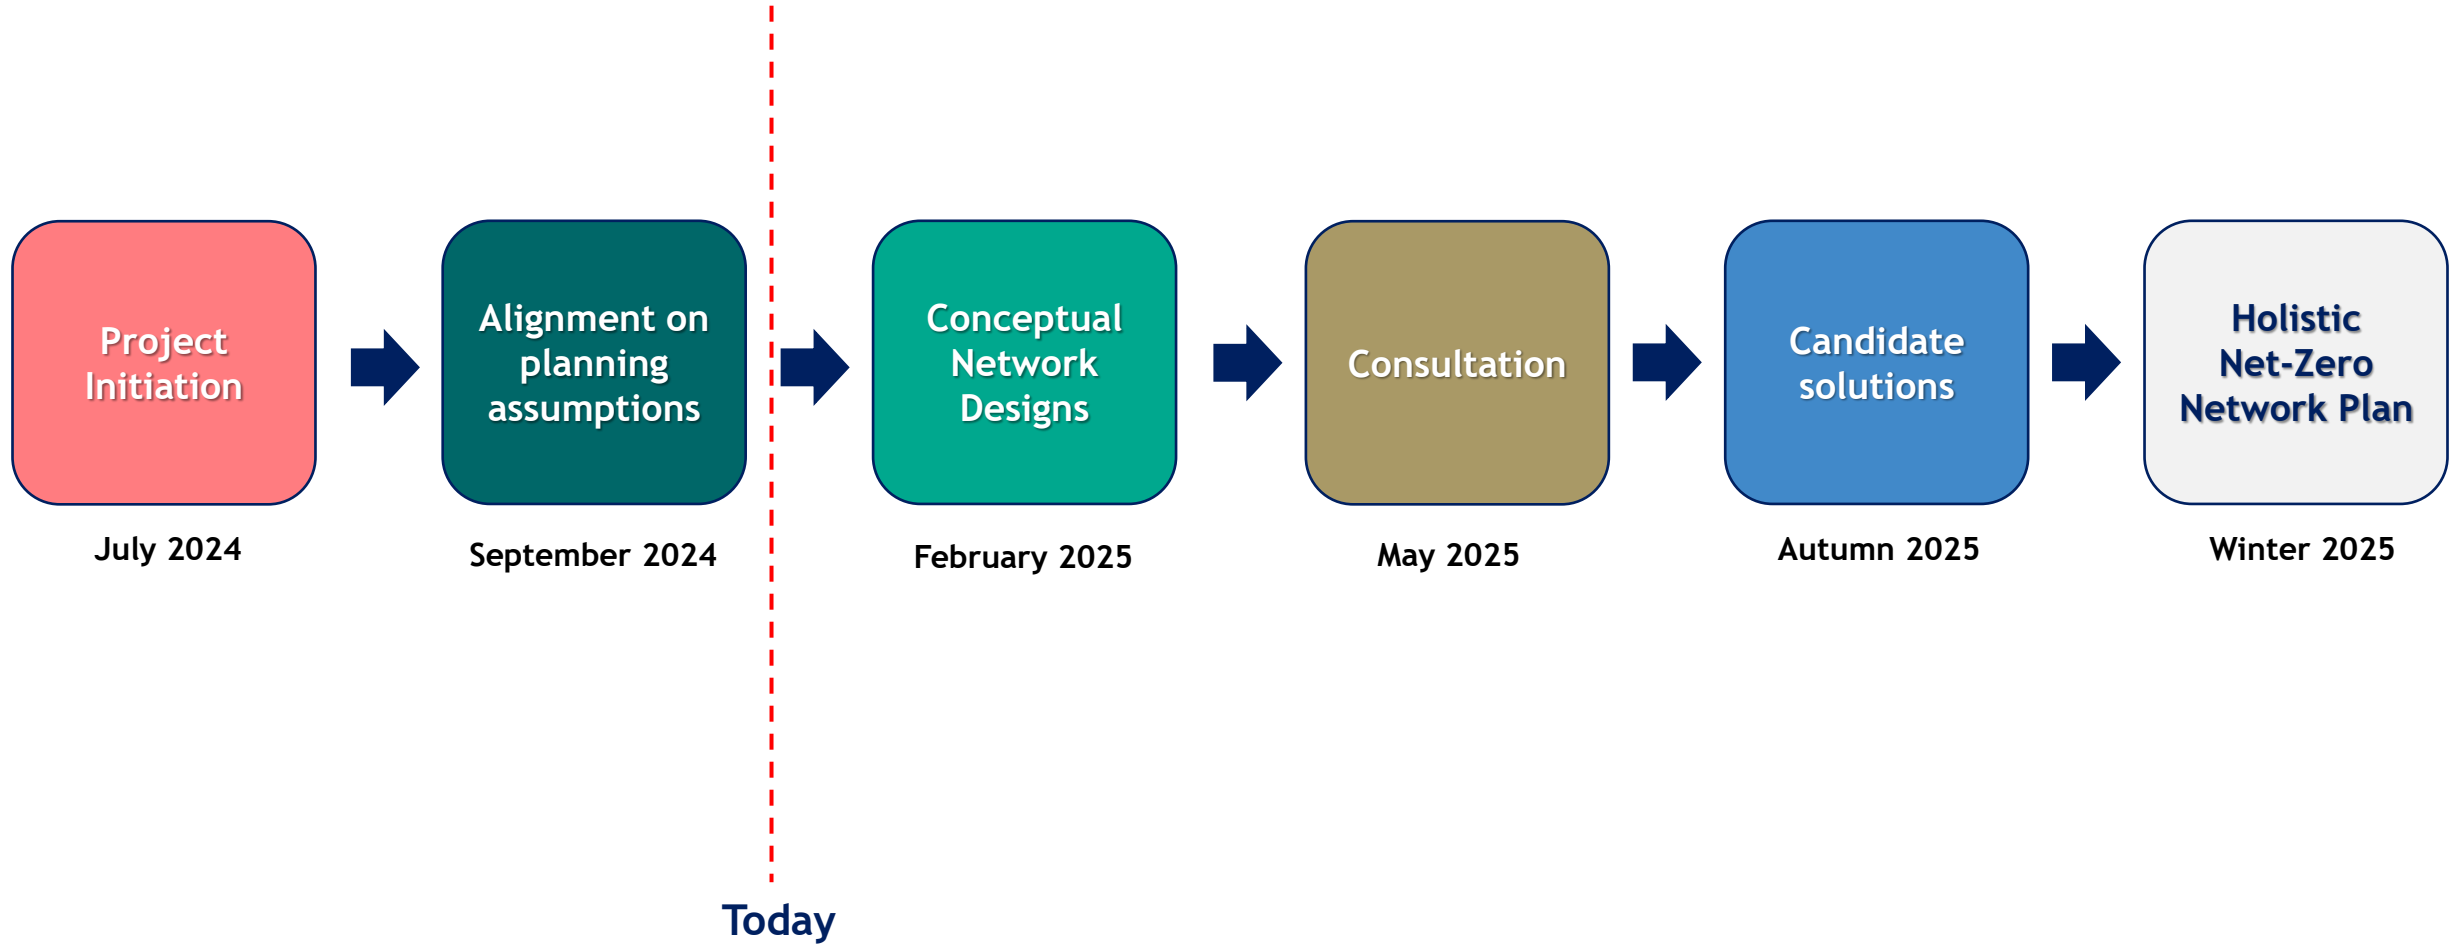 Project
Initiation
Alignment on
planning
assumptions
Conceptual
Network
Designs
Consultation
Candidate
solutions
Holistic
Net-Zero
Network Plan
July 2024
September 2024
February 2025
May 2025
Autumn 2025
Winter 2025
Today